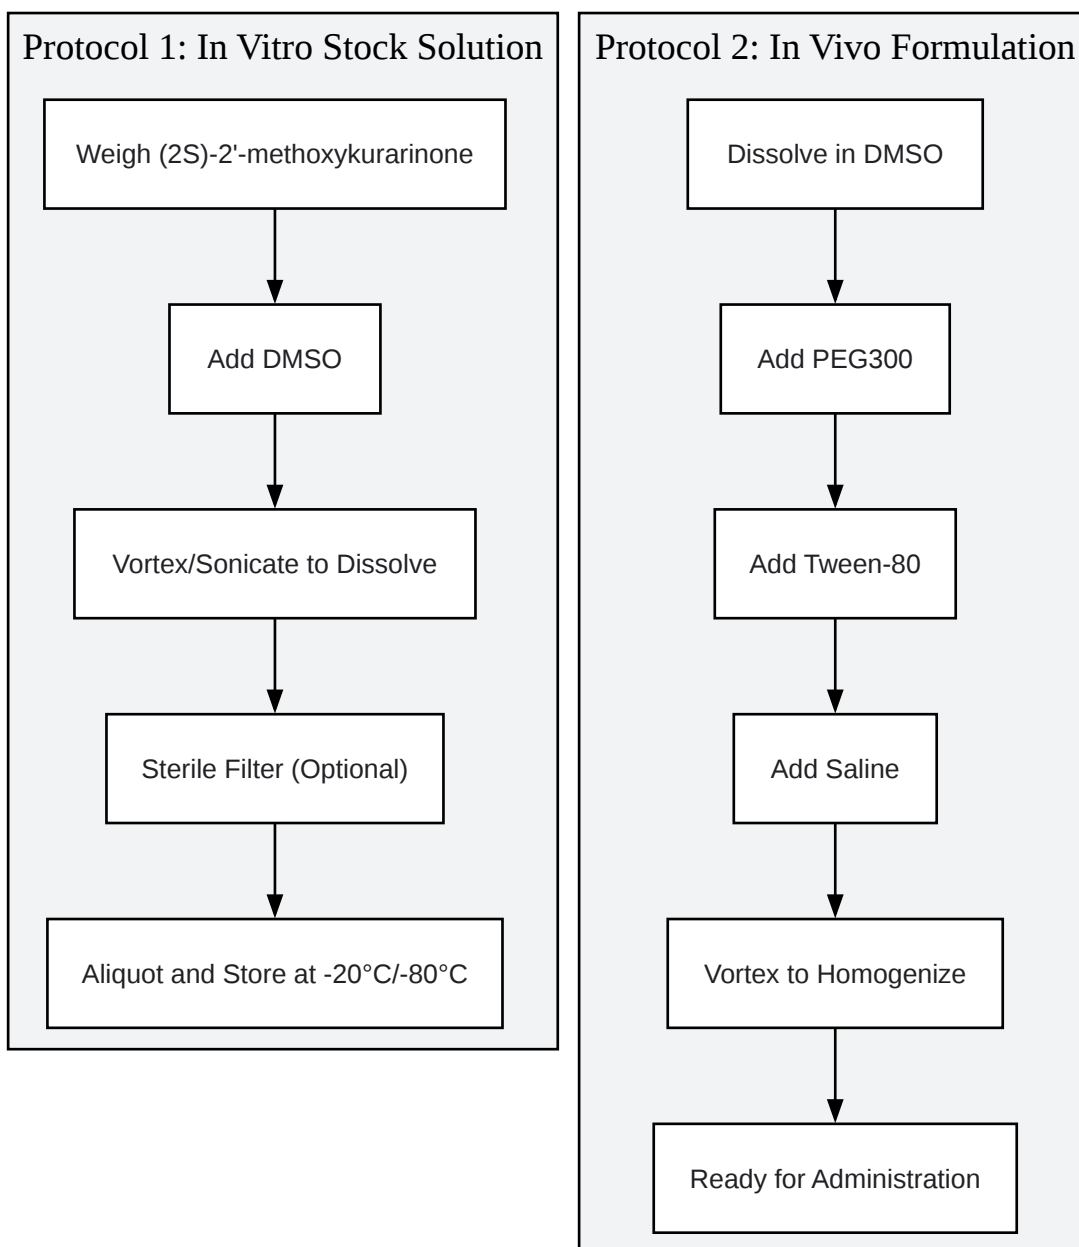 Protocol 1: In Vitro Stock Solution
Weigh (2S)-2'-methoxykurarinone
Add DMSO
Vortex/Sonicate to Dissolve
Sterile Filter (Optional)
Aliquot and Store at -20°C/-80°C
Protocol 2: In Vivo Formulation
Dissolve in DMSO
Add PEG300
Add Tween-80
Add Saline
Vortex to Homogenize
Ready for Administration